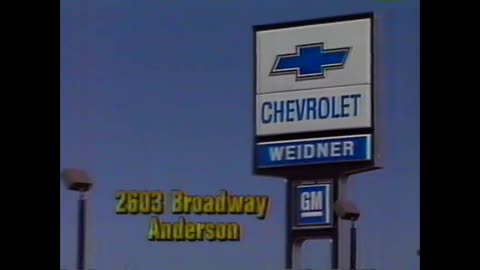 CHEVROLET
WEIDNER
GM
2603 Broadway
Anderson